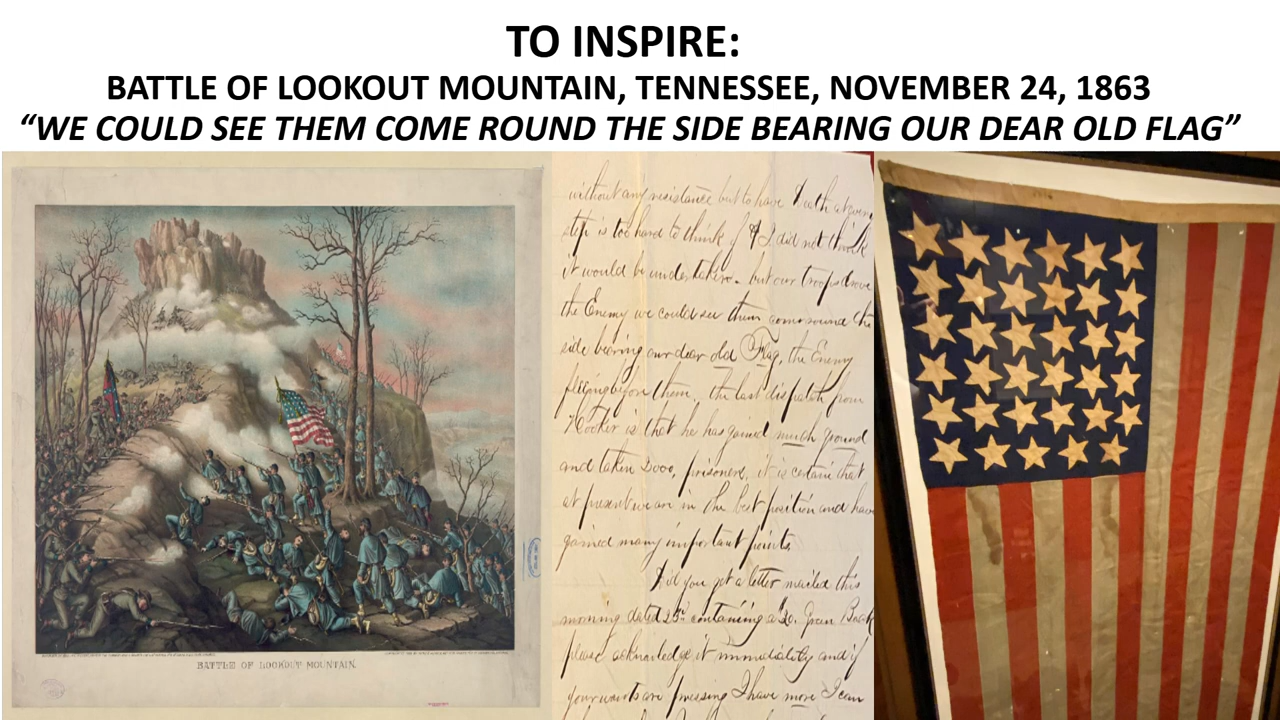 TO INSPIRE:
BATTLE OF LOOKOUT MOUNTAIN, TENNESSEE, NOVEMBER 24, 1863
“WE COULD SEE THEM COME ROUND THE SIDE BEARING OUR DEAR OLD FLAG”
BATTLE OF LOOKOUT MOUNTAIN.
without any resistance but to have Death at every
step is too hard to think of & I did not think
it would be undertaken. but our troops drove
the Enemy we could see them come round the
side bearing our dear old Flag, the Enemy
fleeing before them, the last dispatch from
Hooker is that he has gained much ground
and taken 2000, prisoners, it is certain that
at present we are in the best position and have
gained many important points
Did you get a letter mailed this
morning dated containing a 20. Green Back
please acknowledge it immediately and if
your wants are pressing I have more I can